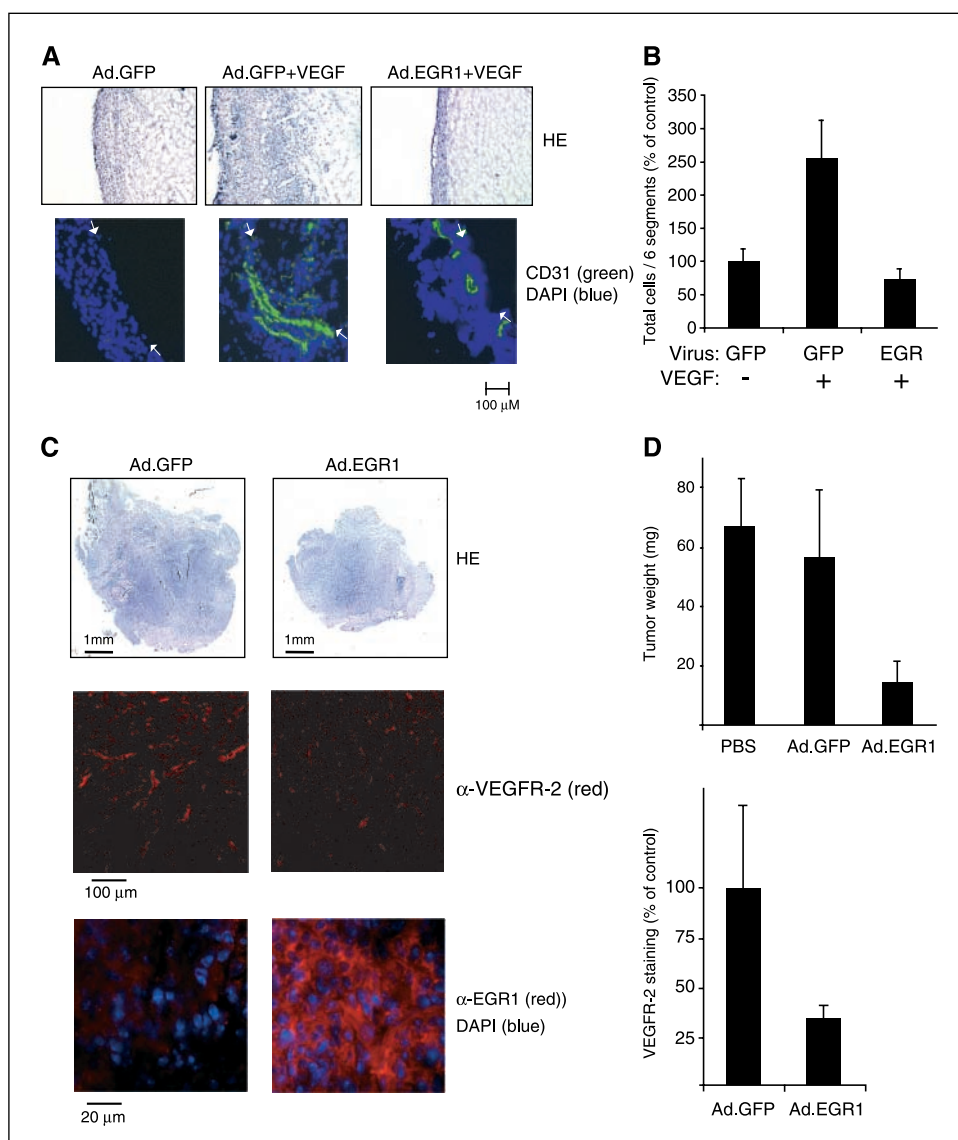 A
Ad.GFP
Ad.GFP+VEGF
Ad.EGR1+VEGF
HE
CD31 (green)
DAPI (blue)
100 μM
B
Total cells / 6 segments (% of control)
350
300
250
200
150
100
50
0
Virus: GFP GFP EGR
VEGF: - + +
C
Ad.GFP
Ad.EGR1
1mm
1mm
HE
α-VEGFR-2 (red)
100 μm
α-EGR1 (red))
DAPI (blue)
20 μm
D
Tumor weight (mg)
80
60
40
20
PBS Ad.GFP Ad.EGR1
VEGFR-2 staining (% of control)
100
75
50
25
Ad.GFP Ad.EGR1